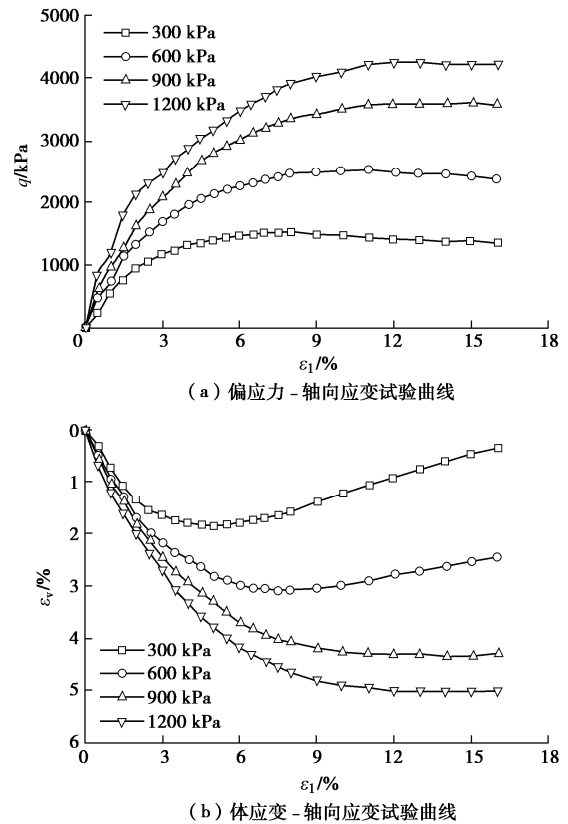 5000
4000
3000
2000
1000
q/kPa
300 kPa
600 kPa
900 kPa
1200 kPa
0 3 6 9 12 15 18
ε1/%
（a）偏应力-轴向应变试验曲线
0
1
2
3
4
5
6
εv/%
300 kPa
600 kPa
900 kPa
1200 kPa
0 3 6 9 12 15 18
ε1/%
（b）体应变-轴向应变试验曲线